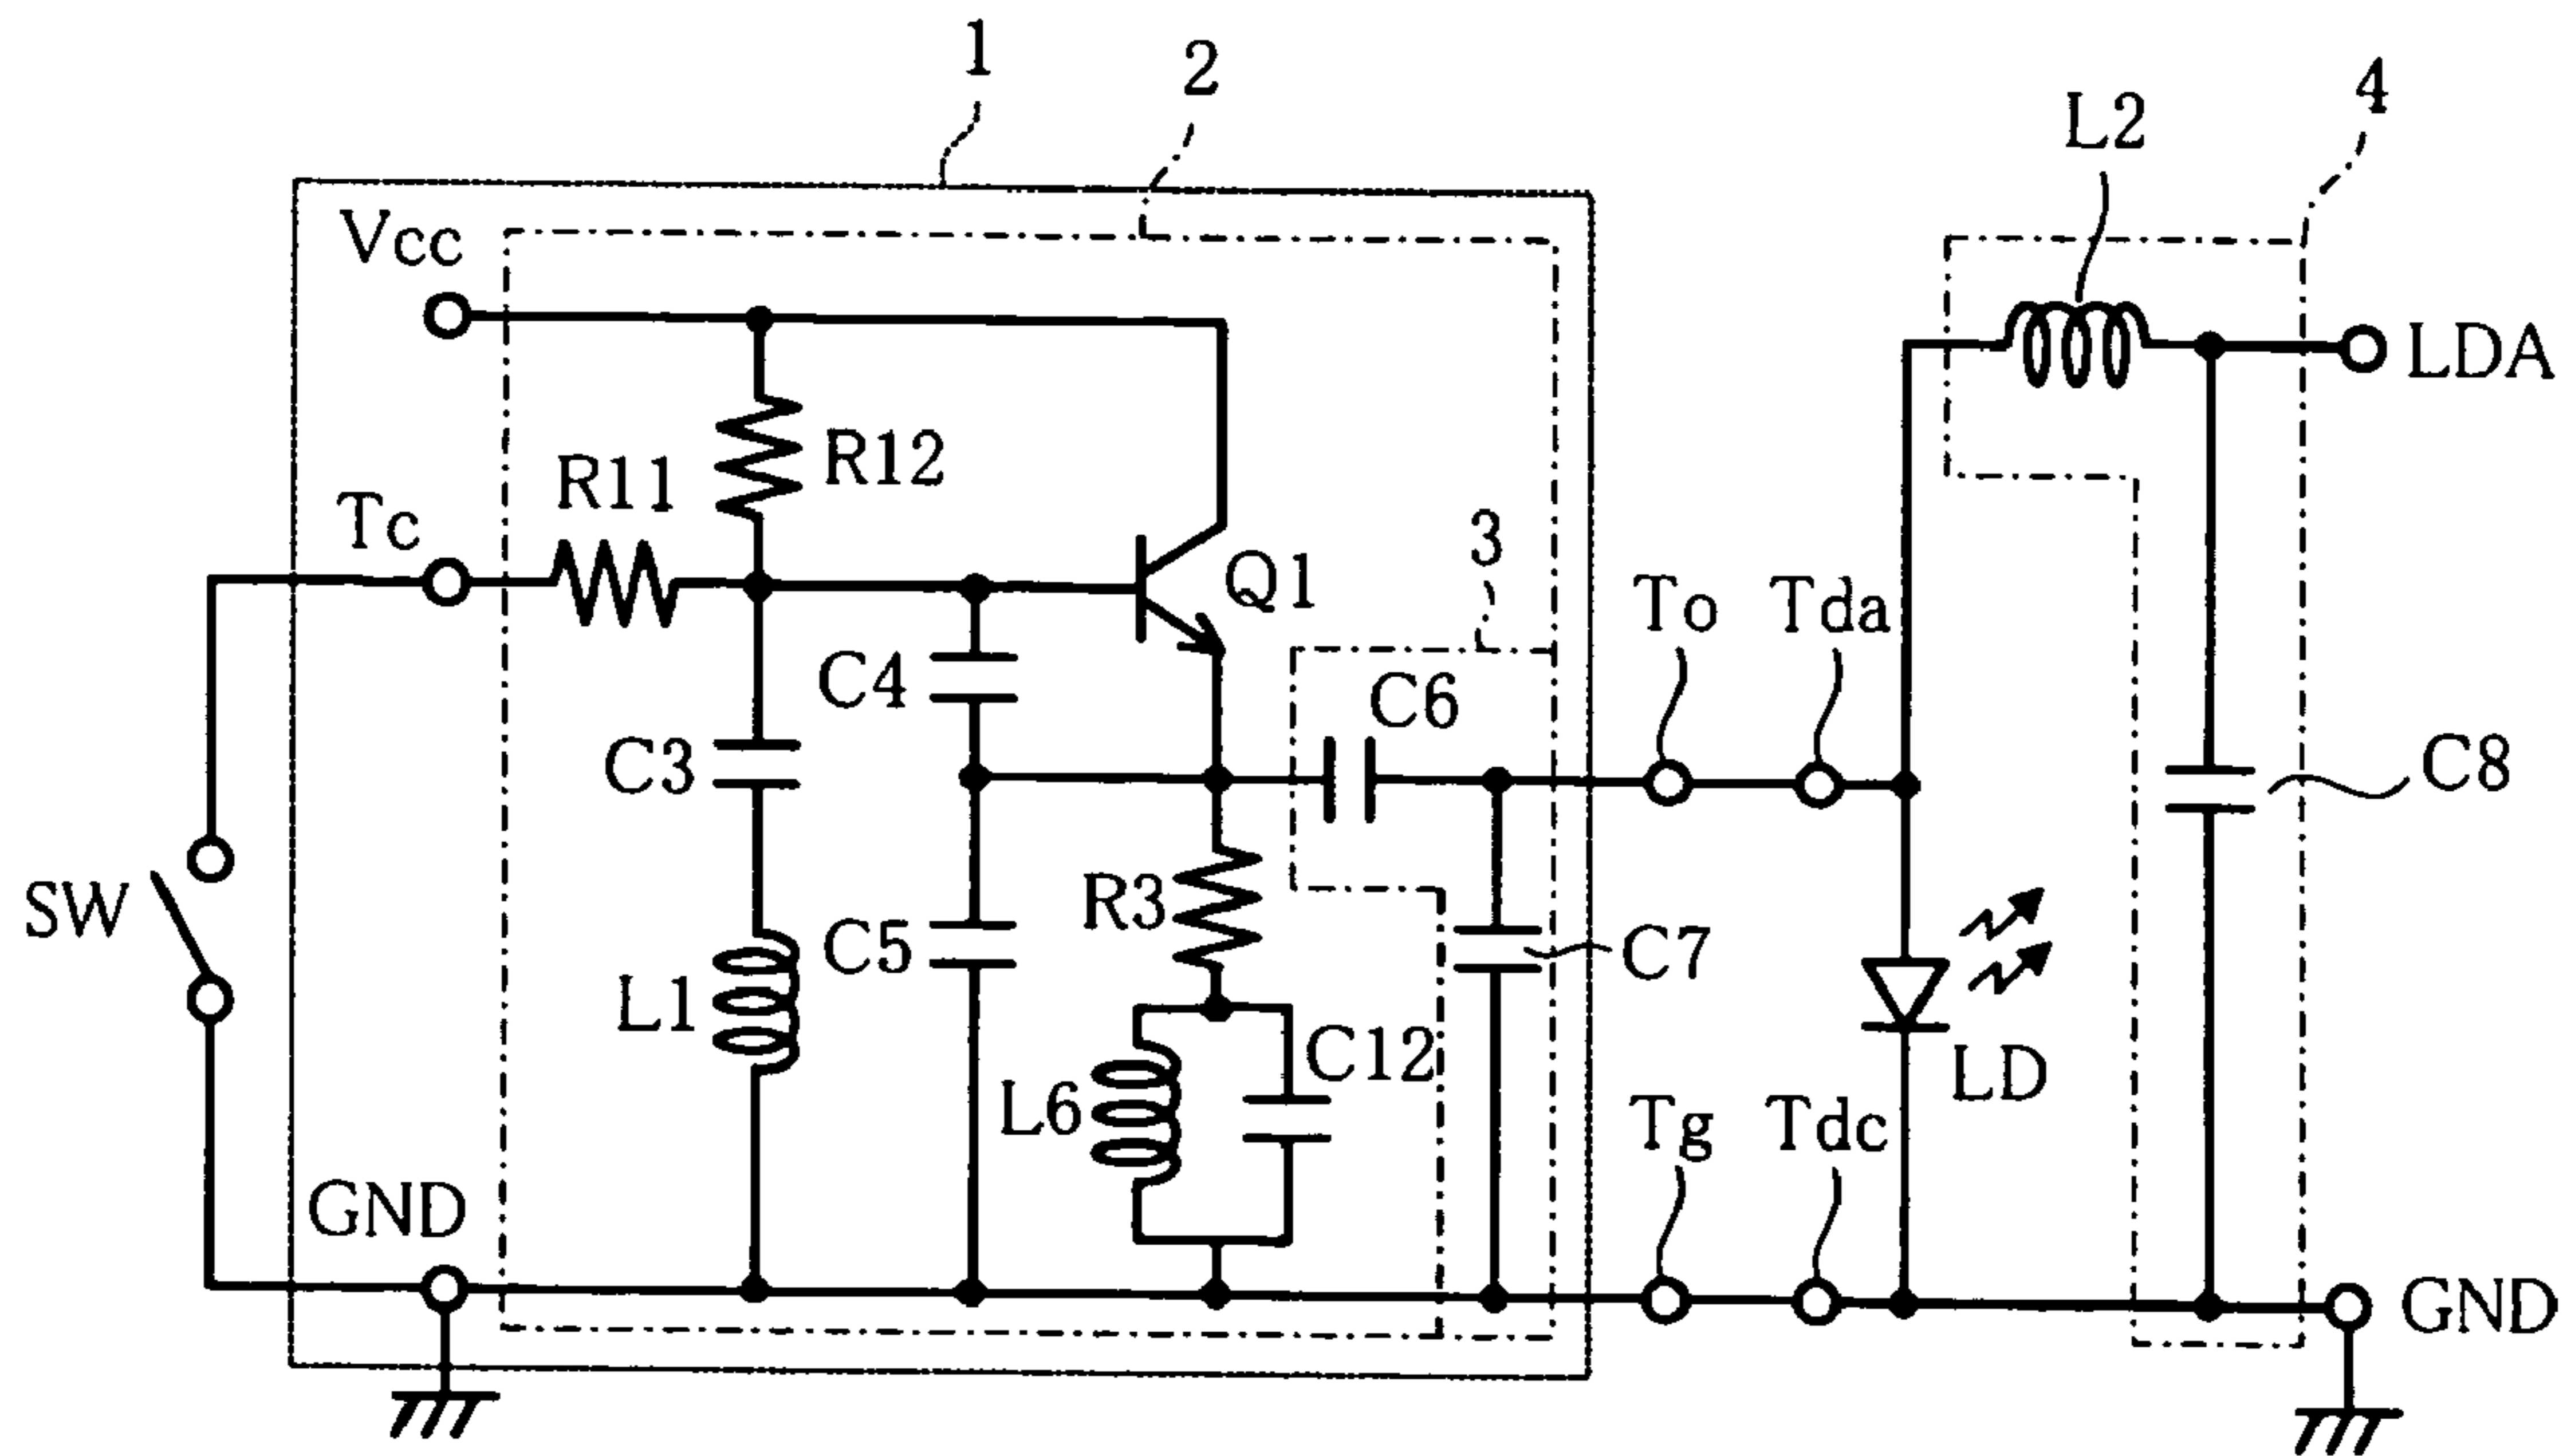 1
2
4
L2
Vcc
LDA
R12
R11
Tc
Q1
3
To
Tda
C4
C6
C3
C8
SW
R3
C5
C7
L1
C12
LD
L6
Tg
Tdc
GND
GND